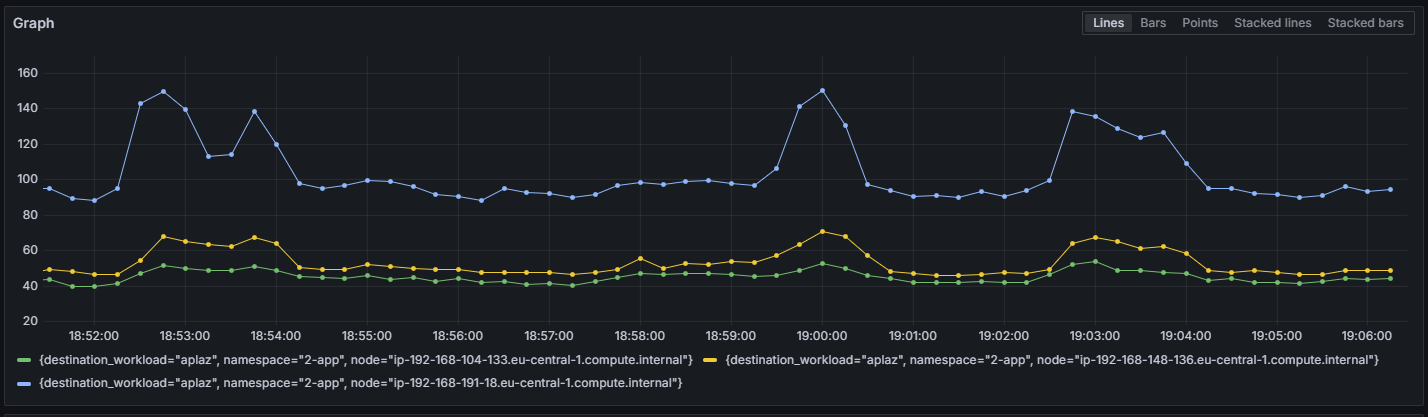 Graph
Lines Bars Points Stacked lines Stacked bars
160
140
120
100
80
60
40
20
18:52:00 18:53:00 18:54:00 18:55:00 18:56:00 18:57:00 18:58:00 18:59:00 19:00:00 19:01:00 19:02:00 19:03:00 19:04:00 19:05:00 19:06:00
{destination_workload="aplaz", namespace="2-app", node="ip-192-168-104-133.eu-central-1.compute.internal"} {destination_workload="aplaz", namespace="2-app", node="ip-192-168-148-136.eu-central-1.compute.internal"}
{destination_workload="aplaz", namespace="2-app", node="ip-192-168-191-18.eu-central-1.compute.internal"}